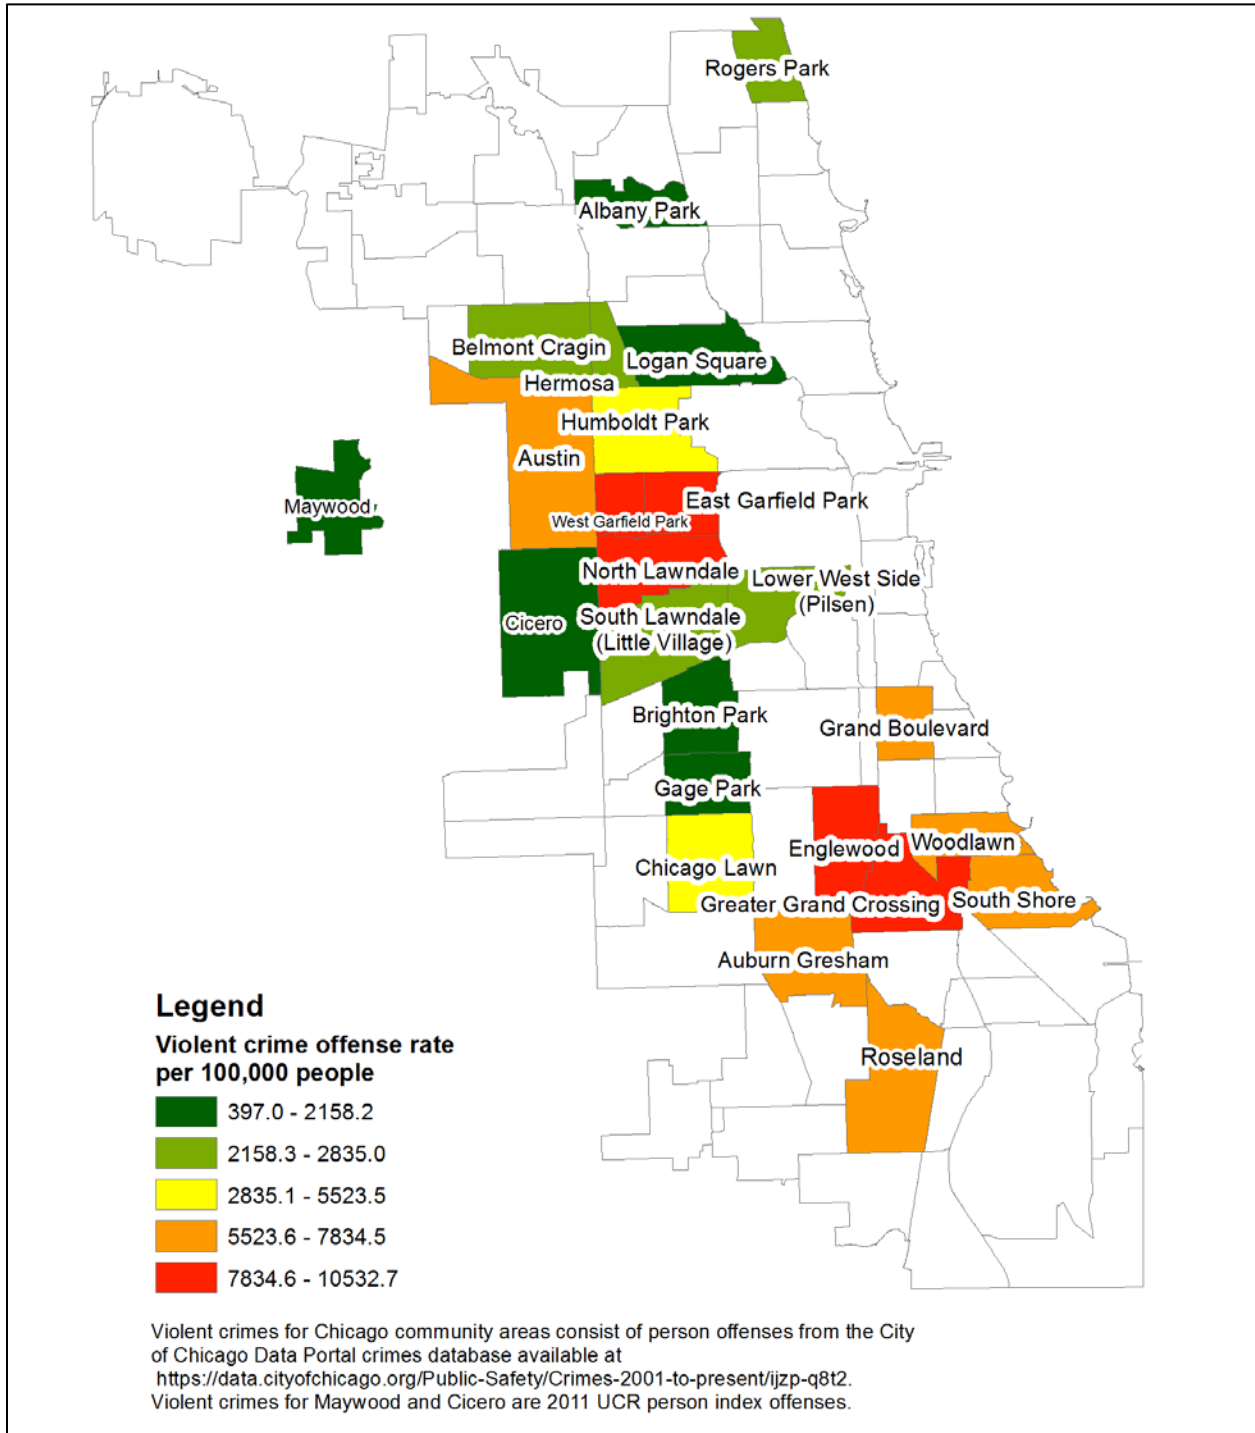 Rogers Park
Albany Park
Belmont Cragin
Logan Square
Hermosa
Humboldt Park
Austin
East Garfield Park
Maywood
West Garfield Park
North Lawndale
Lower West Side
(Pilsen)
South Lawndale
(Little Village)
Cicero
Brighton Park
Grand Boulevard
Gage Park
Englewood
Woodlawn
Chicago Lawn
South Shore
Greater Grand Crossing
Auburn Gresham
Roseland
Legend
Violent crime offense rate
per 100,000 people
397.0 - 2158.2
2158.3 - 2835.0
2835.1 - 5523.5
5523.6 - 7834.5
7834.6 - 10532.7
Violent crimes for Chicago community areas consist of person offenses from the City
of Chicago Data Portal crimes database available at
https://data.cityofchicago.org/Public-Safety/Crimes-2001-to-present/ijzp-q8t2.
Violent crimes for Maywood and Cicero are 2011 UCR person index offenses.